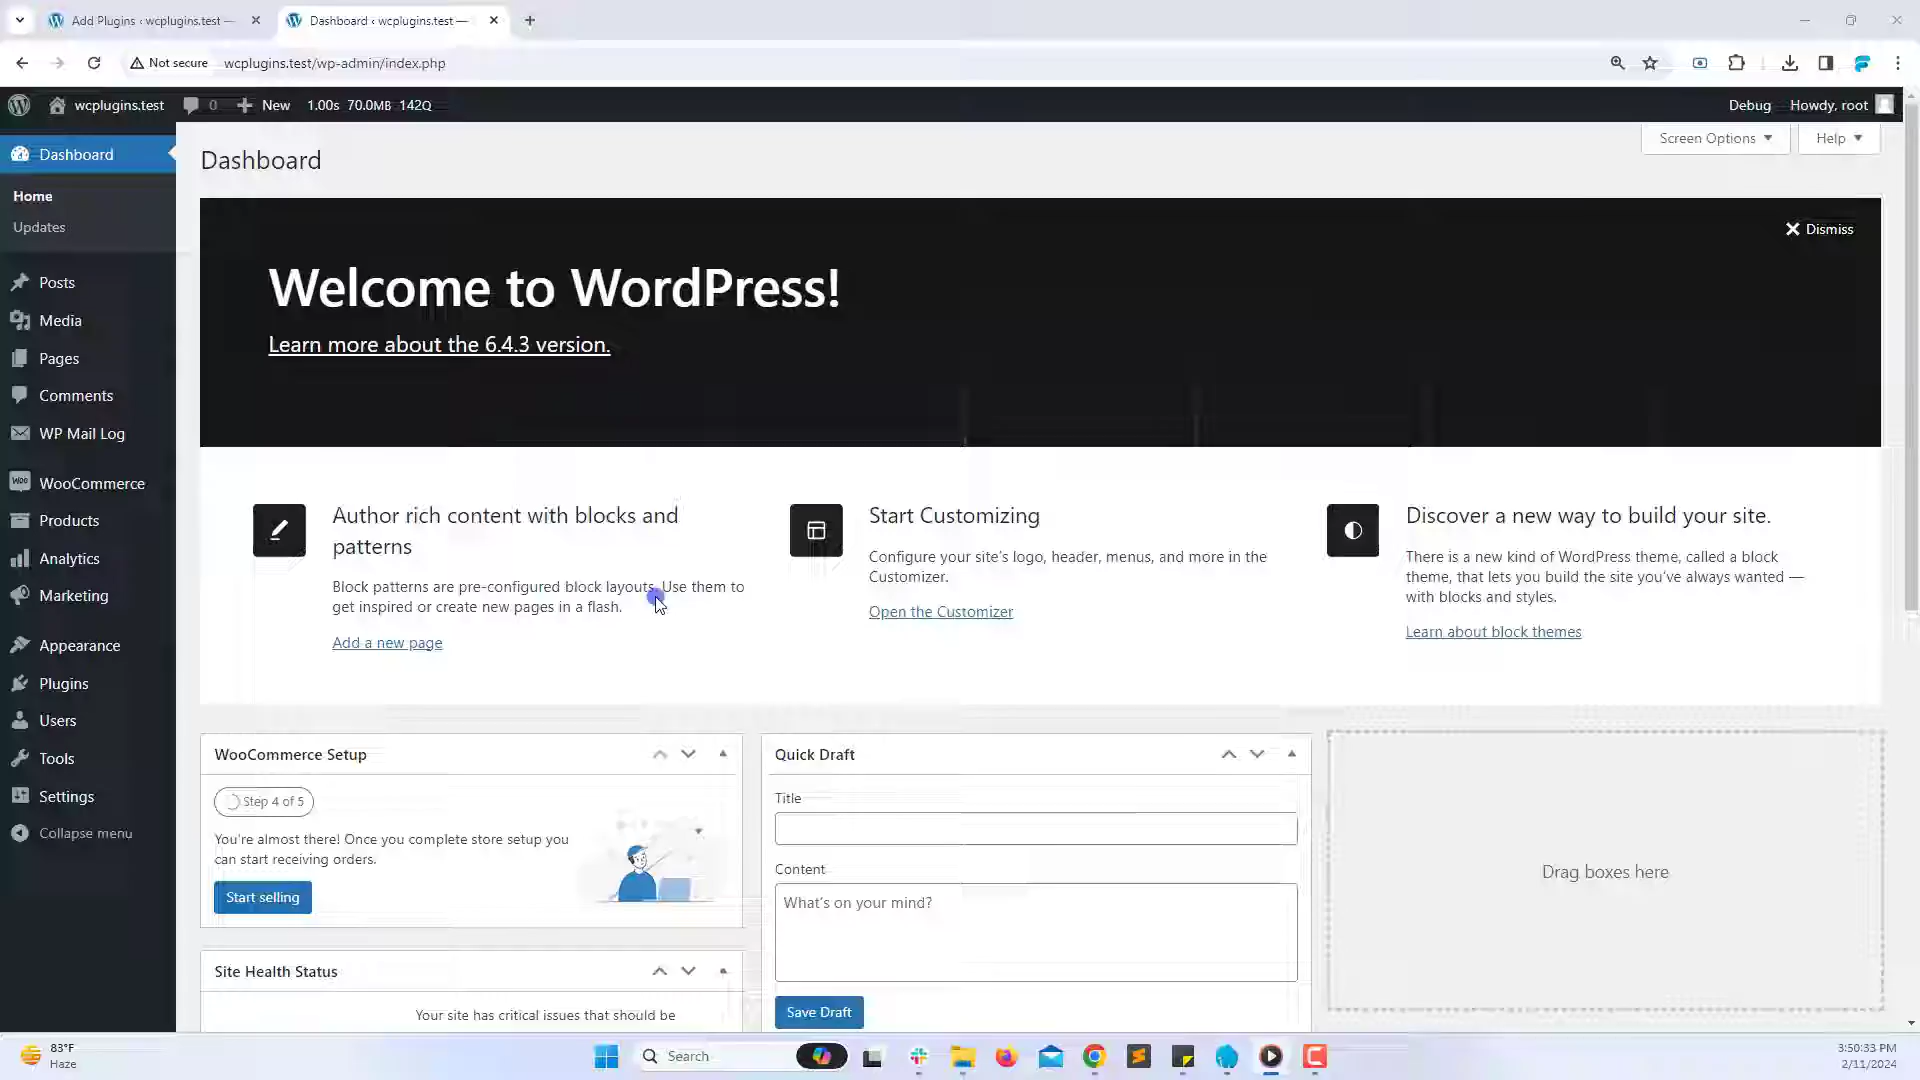 Add Plugins ‹ wcplugins.test —
Dashboard ‹ wcplugins.test —
Not secure
wcplugins.test/wp-admin/index.php
wcplugins.test
0
New
1.00s 70.0MB 142Q
Debug
Howdy, root
Dashboard
Home
Updates
Posts
Media
Pages
Comments
WP Mail Log
Woo
WooCommerce
Products
Analytics
Marketing
Appearance
Plugins
Users
Tools
Settings
Collapse menu
Dashboard
Screen Options
Help
Dismiss
Welcome to WordPress!
Learn more about the 6.4.3 version.
Author rich content with blocks and
patterns
Block patterns are pre-configured block layouts. Use them to
get inspired or create new pages in a flash.
Add a new page
Start Customizing
Configure your site's logo, header, menus, and more in the
Customizer.
Open the Customizer
Discover a new way to build your site.
There is a new kind of WordPress theme, called a block
theme, that lets you build the site you've always wanted —
with blocks and styles.
Learn about block themes
WooCommerce Setup
Step 4 of 5
You're almost there! Once you complete store setup you
can start receiving orders.
Start selling
Site Health Status
Your site has critical issues that should be
Quick Draft
Title
Content
What's on your mind?
Save Draft
Drag boxes here
83°F
Haze
Search
3:50:33 PM
2/11/2024